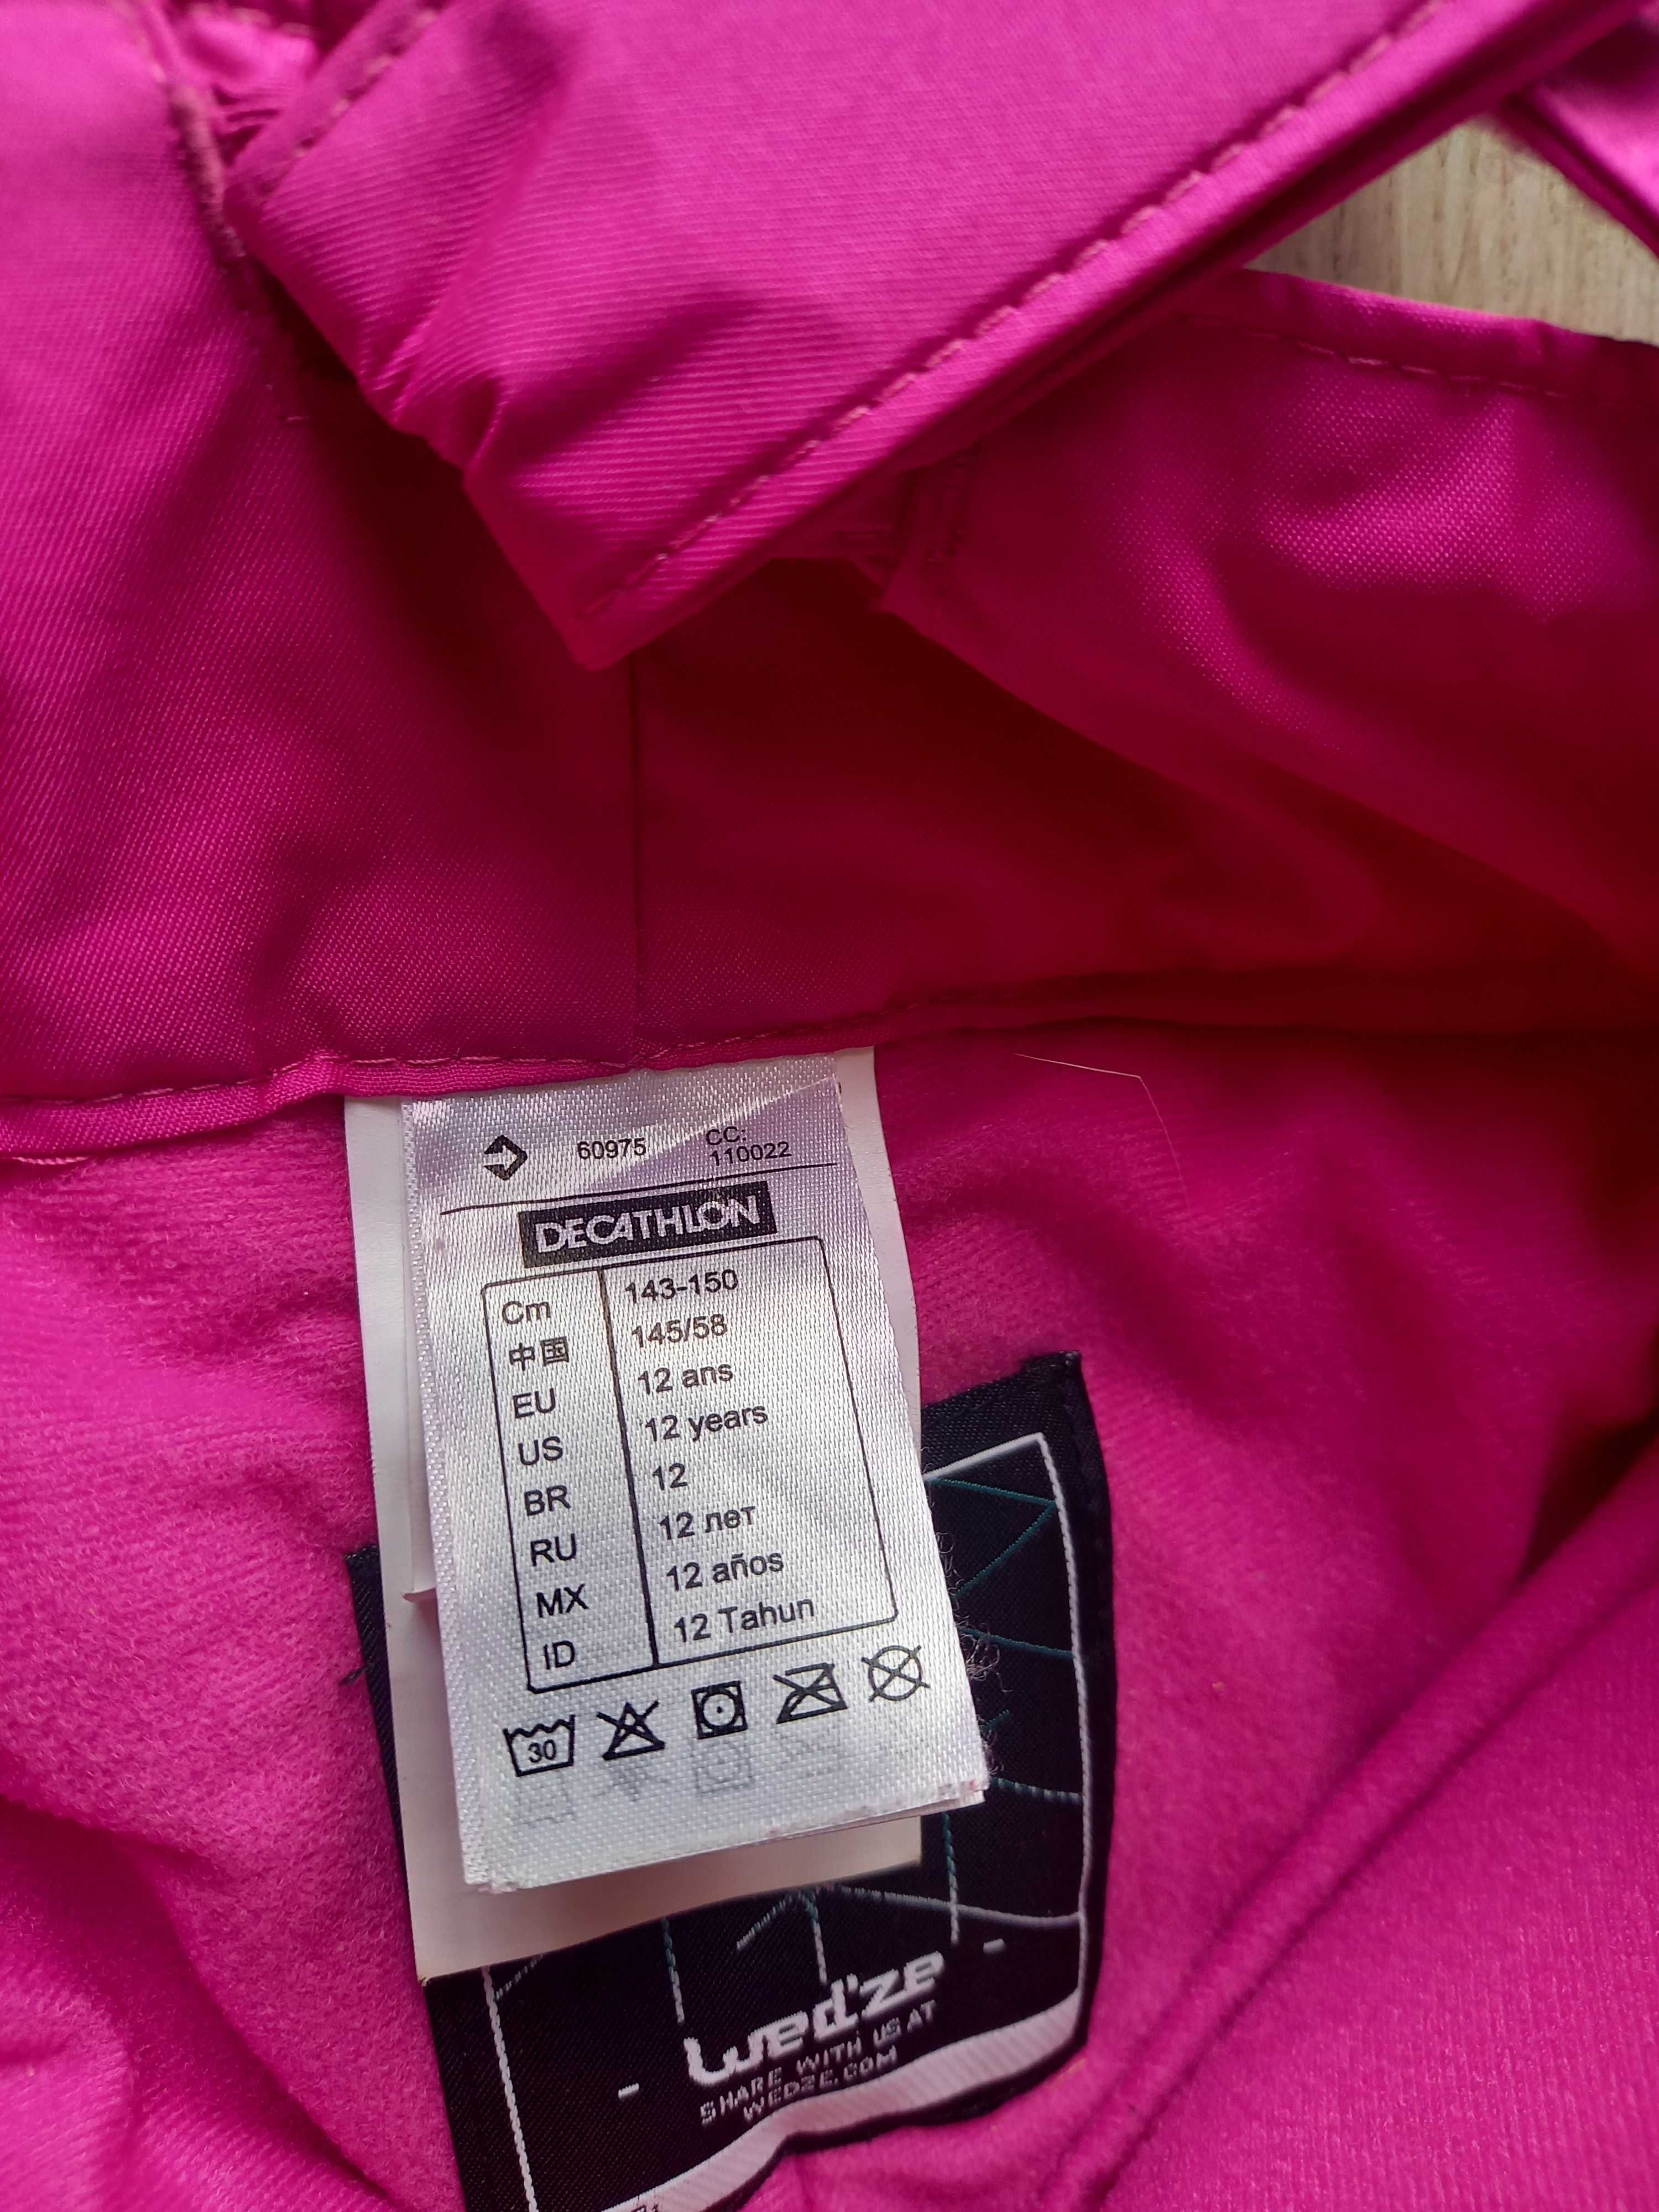 60975 CC:
110022
DECATHLON
Cm 143-150
中国 145/58
EU 12 ans
US 12 years
BR 12
RU 12 лет
MX 12 años
ID 12 Tahun
30
- wed'ze -
SHARE WITH US AT
WEDZE.COM